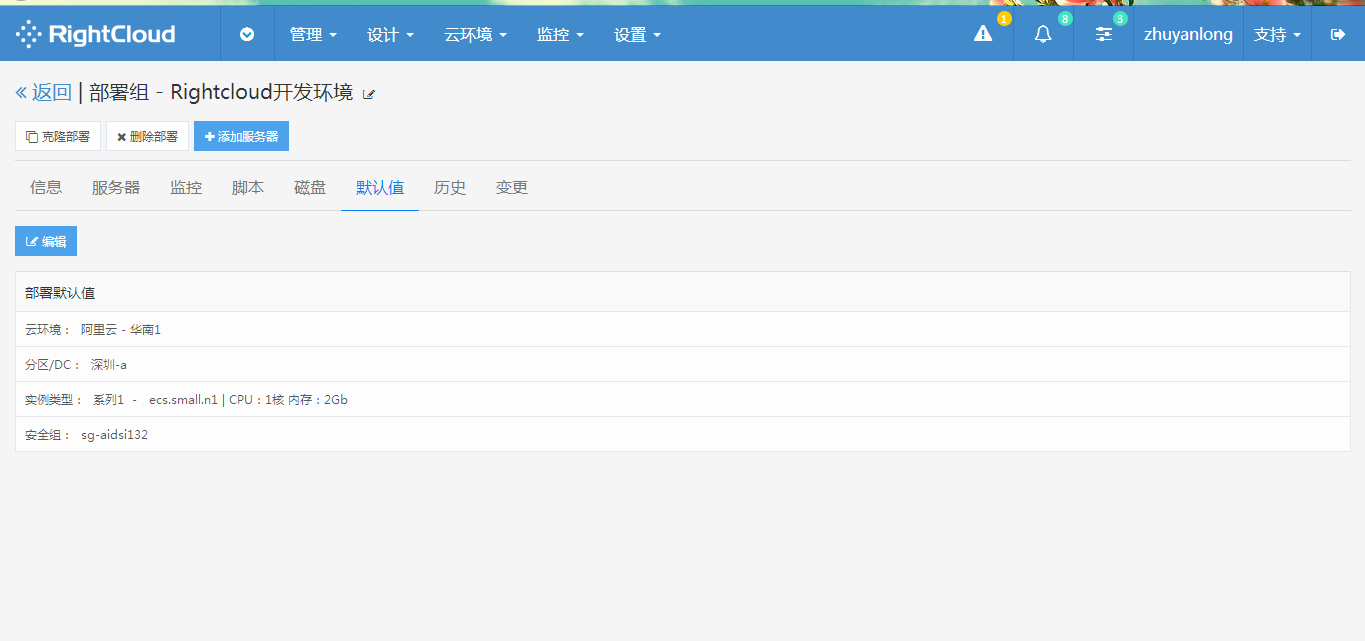 RightCloud 管理 设计 云环境 监控 设置 1 8 3 zhuyanlong 支持
返回 | 部署组 - Rightcloud开发环境
克隆部署 删除部署 添加服务器
信息 服务器 监控 脚本 磁盘 默认值 历史 变更
编辑
部署默认值
云环境： 阿里云 - 华南1
分区/DC： 深圳-a
实例类型： 系列1 - ecs.small.n1 | CPU：1核 内存：2Gb
安全组： sg-aidsi132